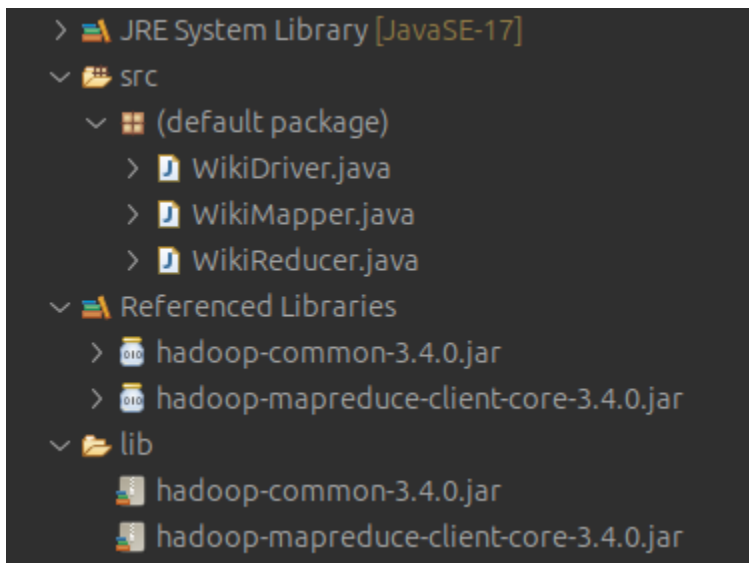 JRE System Library [JavaSE-17]
src
(default package)
WikiDriver.java
WikiMapper.java
WikiReducer.java
Referenced Libraries
hadoop-common-3.4.0.jar
hadoop-mapreduce-client-core-3.4.0.jar
lib
hadoop-common-3.4.0.jar
hadoop-mapreduce-client-core-3.4.0.jar